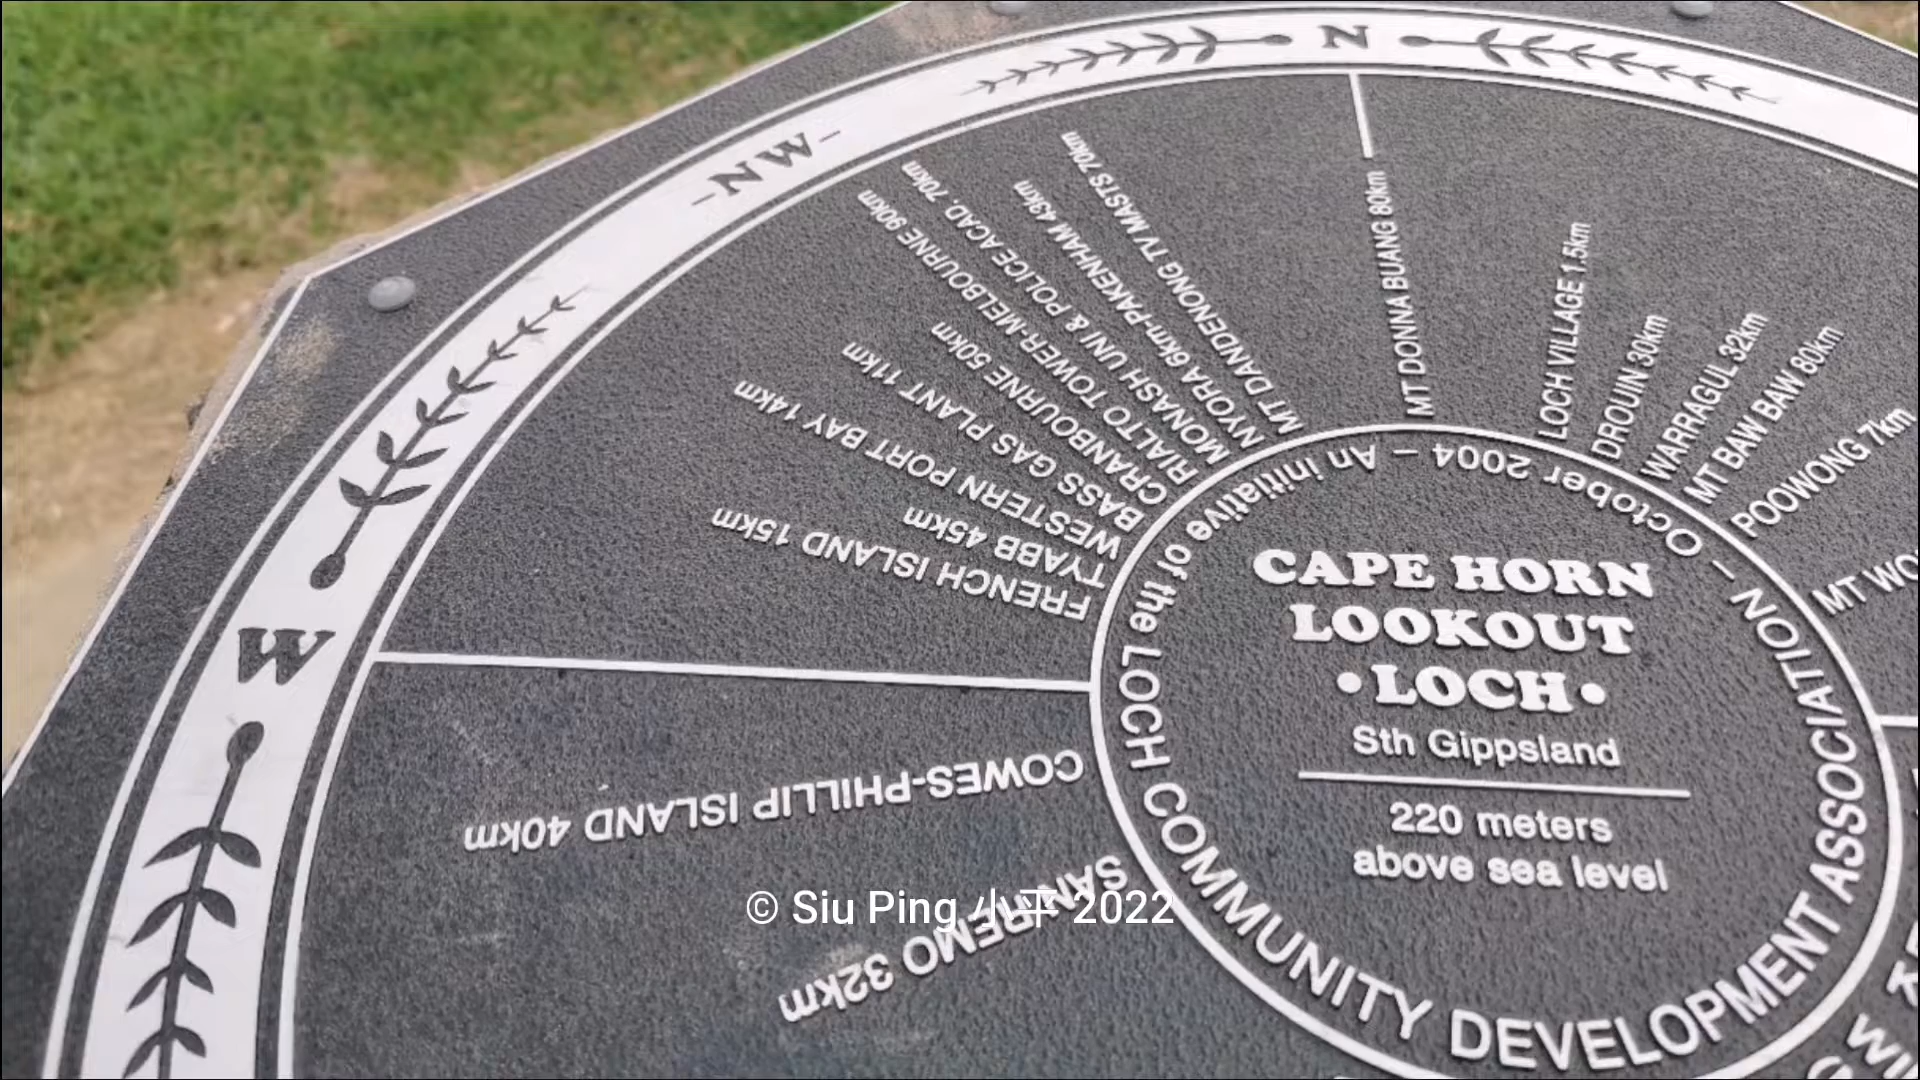 N
NW
W
MT DANDENONG TV MASTS 70km
NYORA 6km-PAKENHAM 43km
MONASH UNI & POLICE ACAD. 70km
RIALTO TOWER-MELBOURNE 90km
CRANBOURNE 50km
BASS GAS PLANT 11km
WESTERN PORT BAY 14km
TYABB 45km
FRENCH ISLAND 15km
COWES-PHILLIP ISLAND 40km
SAN REMO 32km
MT DONNA BUANG 80km
LOCH VILLAGE 1.5km
DROUIN 30km
WARRAGUL 32km
MT BAW BAW 80km
POOWONG 7km
MT
An initiative of the LOCH COMMUNITY DEVELOPMENT ASSOCIATION – October 2004 –
CAPE HORN
LOOKOUT
•LOCH•
Sth Gippsland
220 meters
above sea level
© Siu Ping 小平 2022